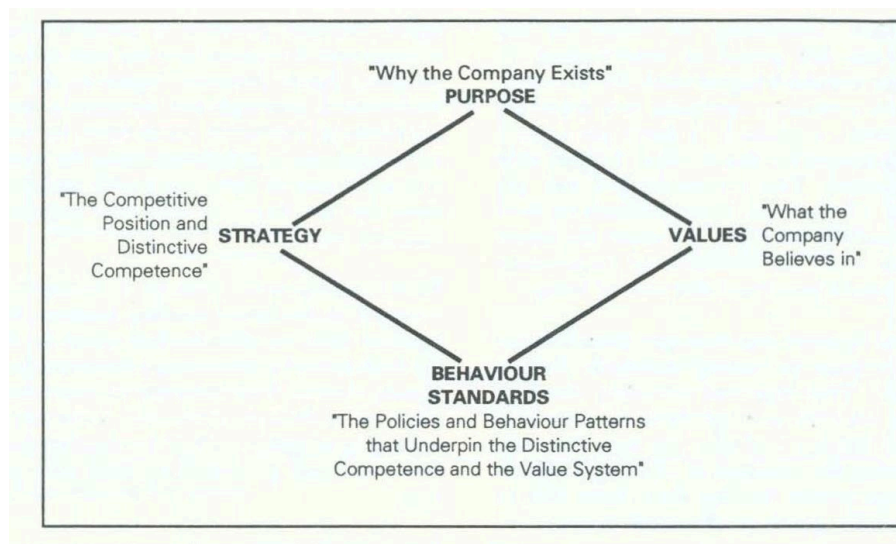 "Why the Company Exists"
PURPOSE
"The Competitive
Position and
Distinctive
Competence"
STRATEGY
VALUES
"What the
Company
Believes in"
BEHAVIOUR
STANDARDS
"The Policies and Behaviour Patterns
that Underpin the Distinctive
Competence and the Value System"